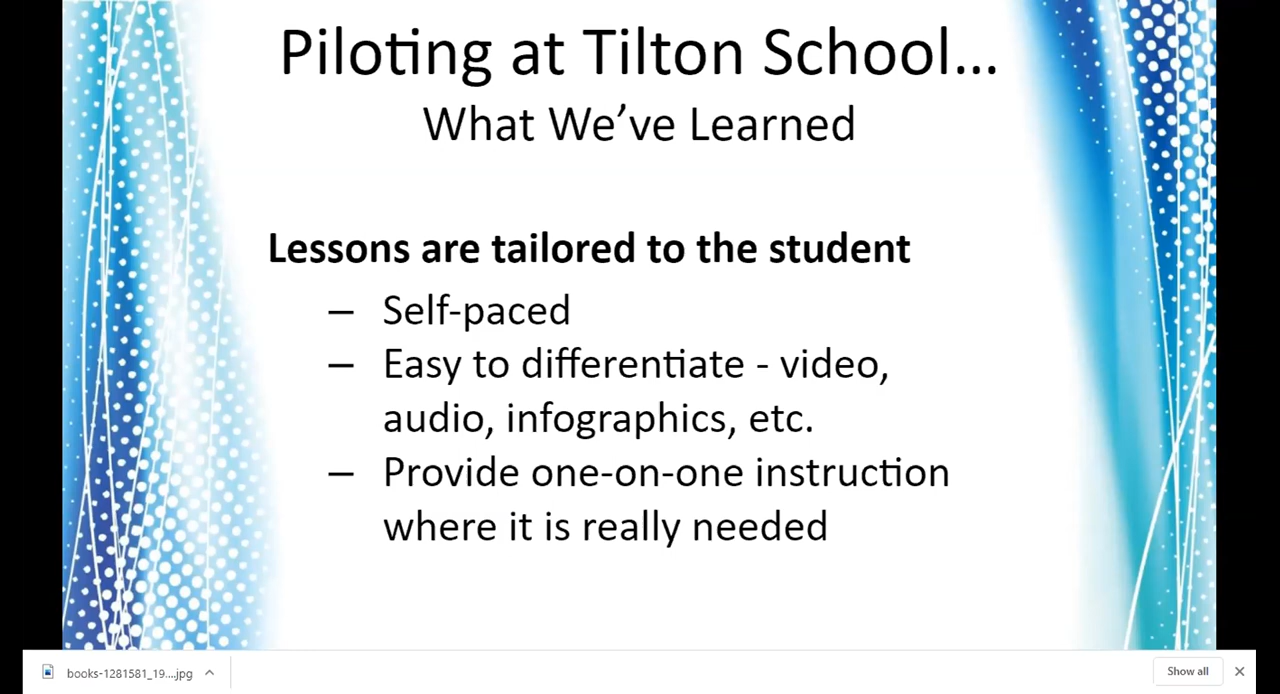 Piloting at Tilton School...
What We've Learned
Lessons are tailored to the student
– Self-paced
– Easy to differentiate - video,
audio, infographics, etc.
– Provide one-on-one instruction
where it is really needed
books-1281581_19....jpg
Show all